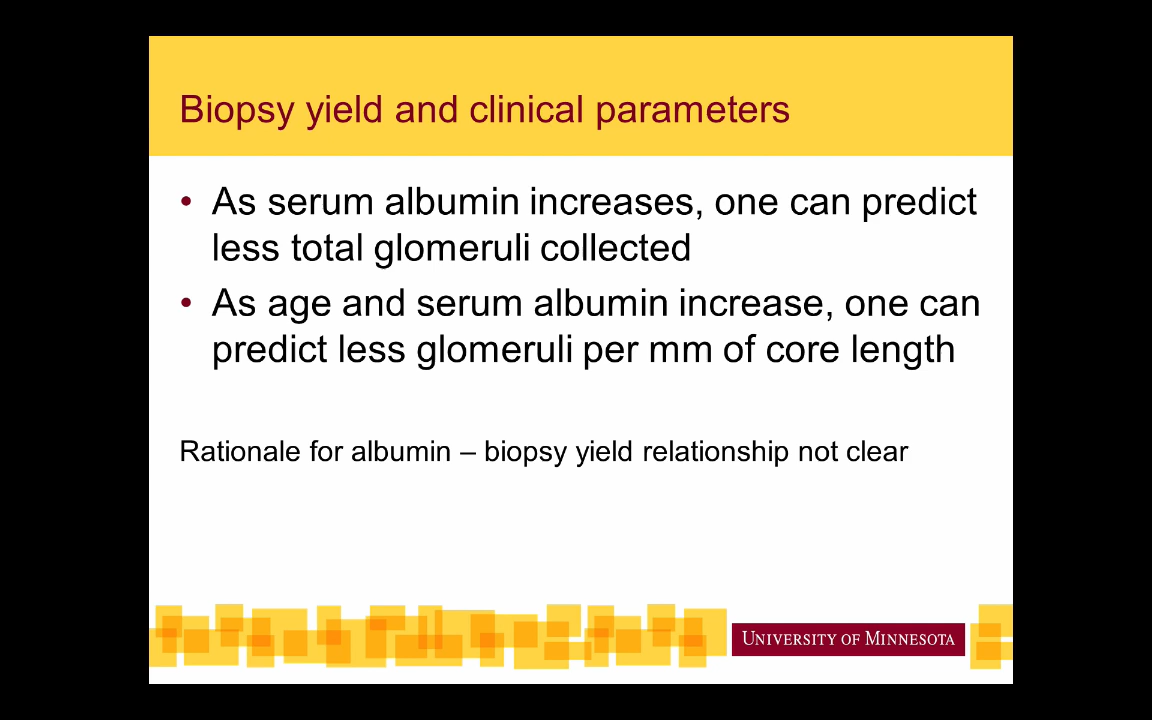 Biopsy yield and clinical parameters
• As serum albumin increases, one can predict
less total glomeruli collected
• As age and serum albumin increase, one can
predict less glomeruli per mm of core length
Rationale for albumin – biopsy yield relationship not clear
UNIVERSITY OF MINNESOTA